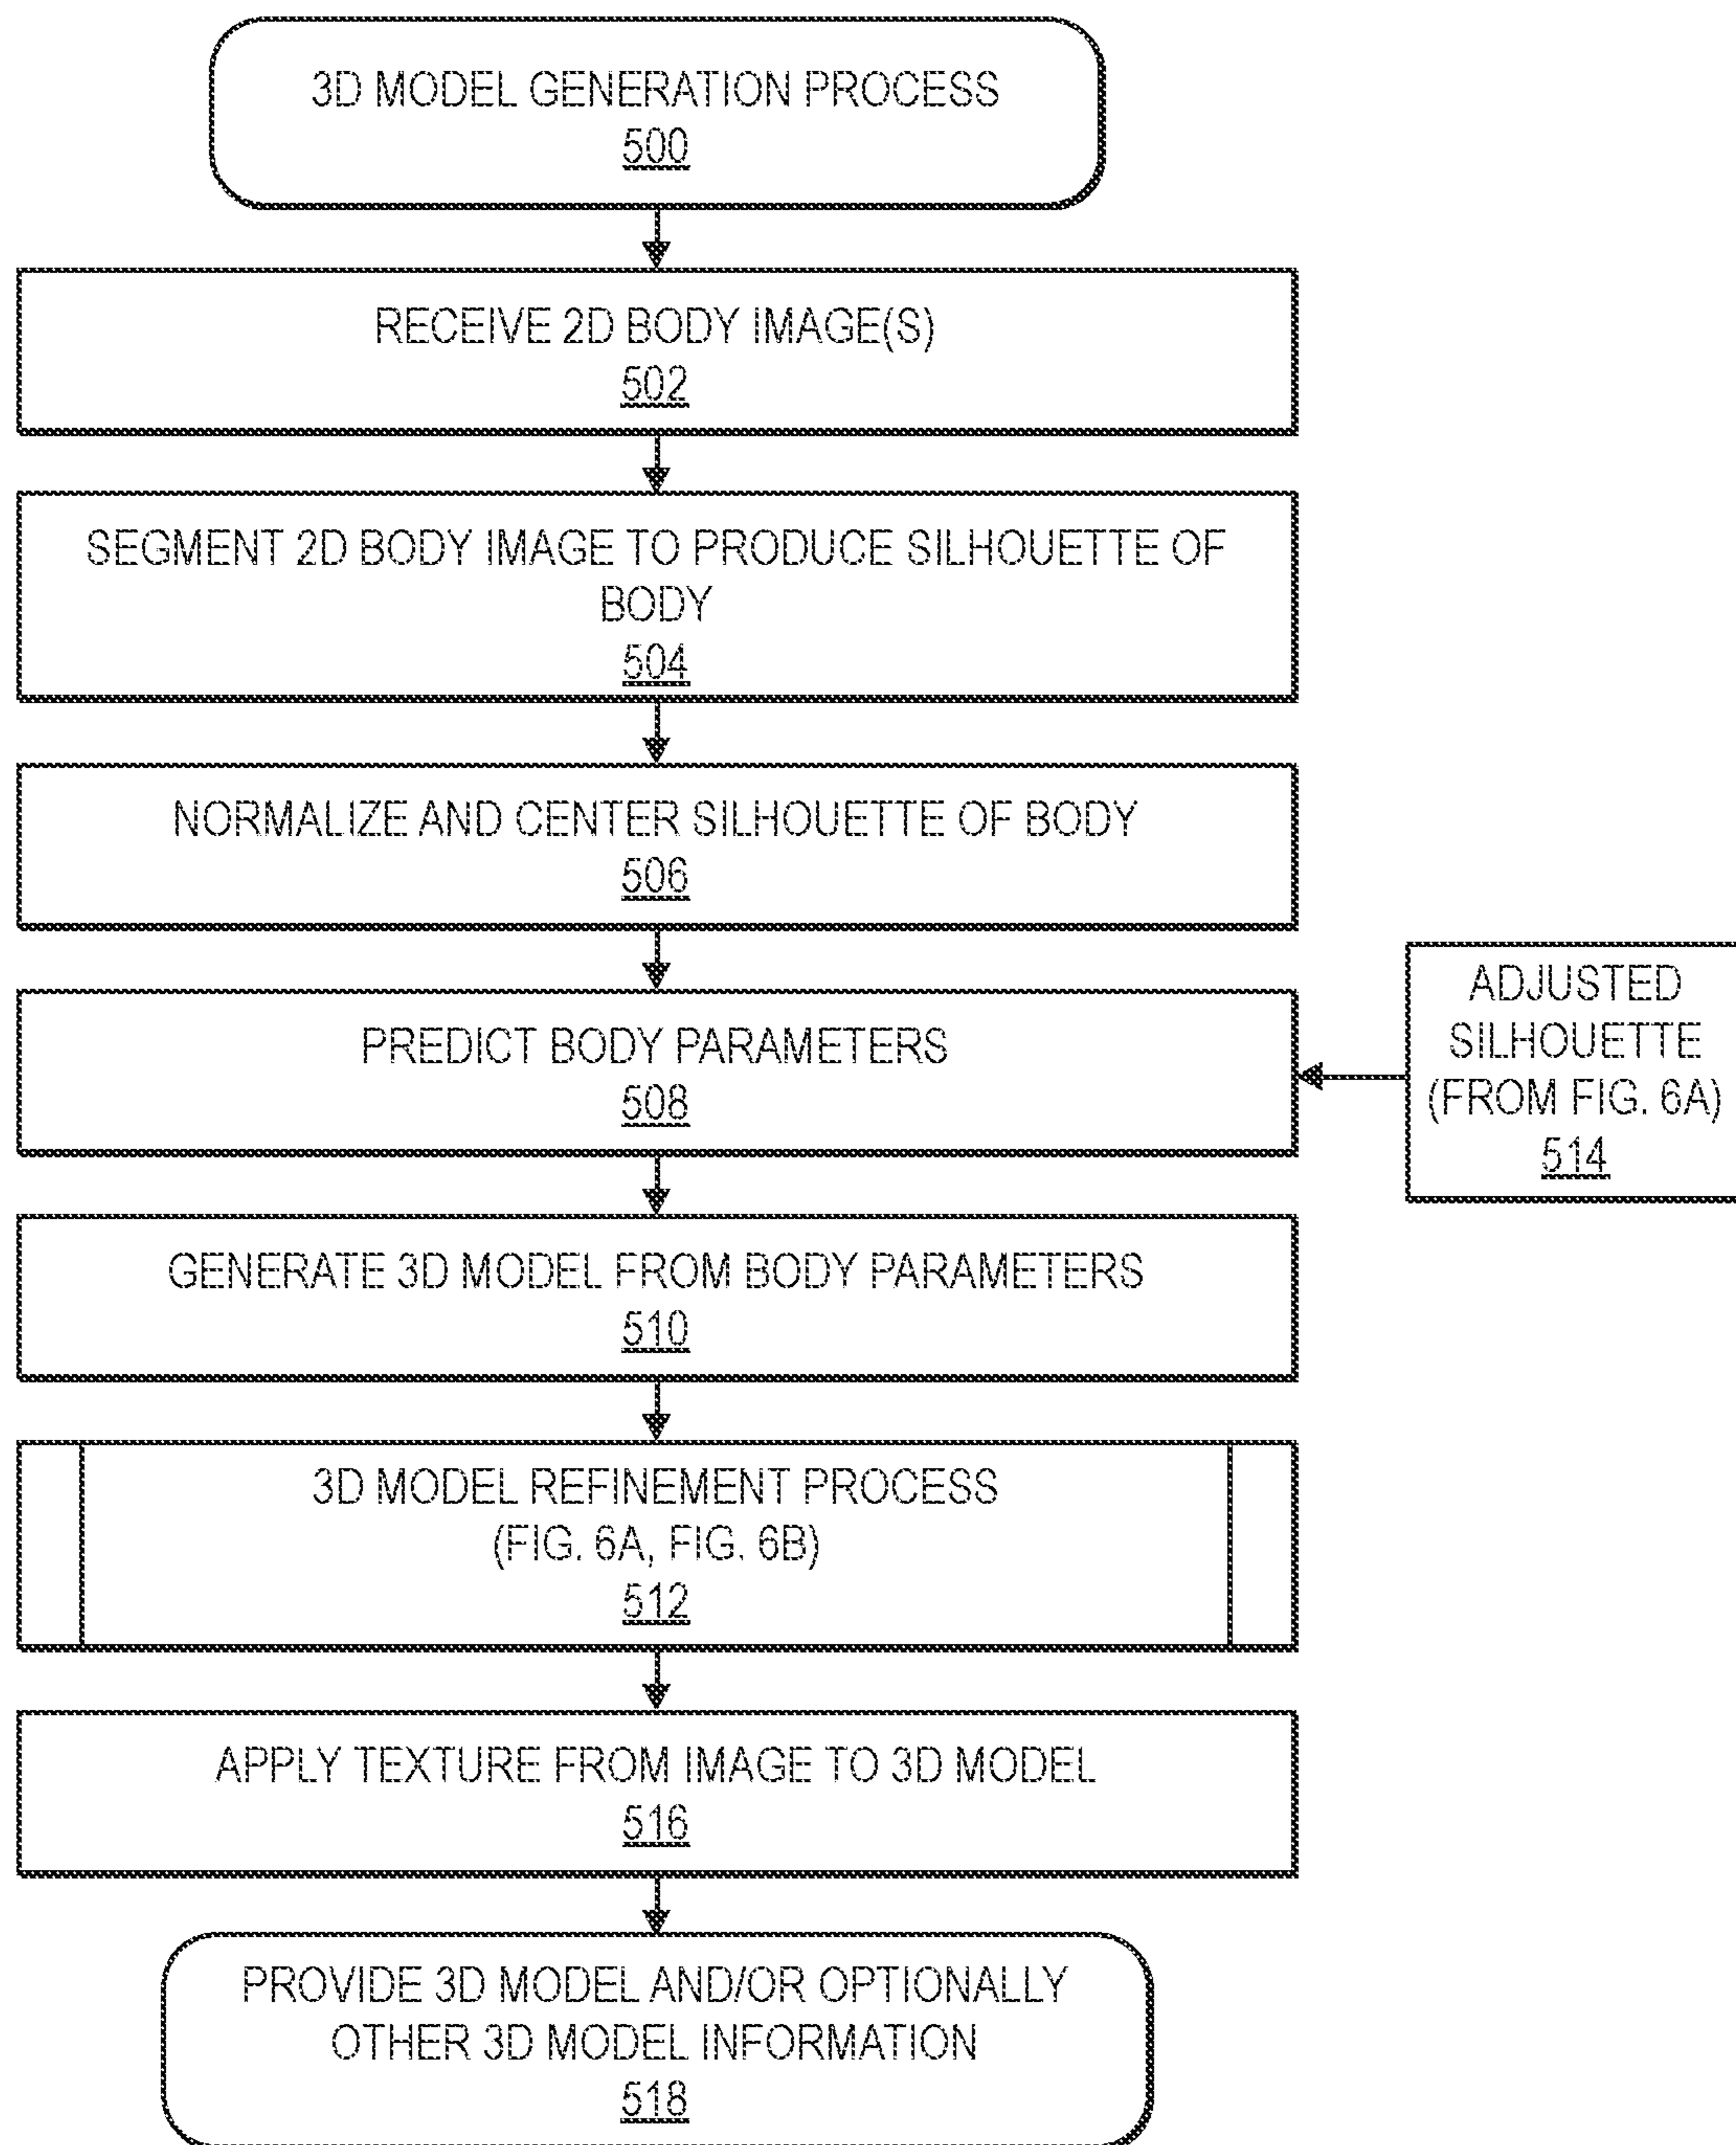 3D MODEL GENERATION PROCESS
500
RECEIVE 2D BODY IMAGE(S)
502
SEGMENT 2D BODY IMAGE TO PRODUCE SILHOUETTE OF
BODY
504
NORMALIZE AND CENTER SILHOUETTE OF BODY
506
PREDICT BODY PARAMETERS
508
ADJUSTED
SILHOUETTE
(FROM FIG. 6A)
514
GENERATE 3D MODEL FROM BODY PARAMETERS
510
3D MODEL REFINEMENT PROCESS
(FIG. 6A, FIG. 6B)
512
APPLY TEXTURE FROM IMAGE TO 3D MODEL
516
PROVIDE 3D MODEL AND/OR OPTIONALLY
OTHER 3D MODEL INFORMATION
518